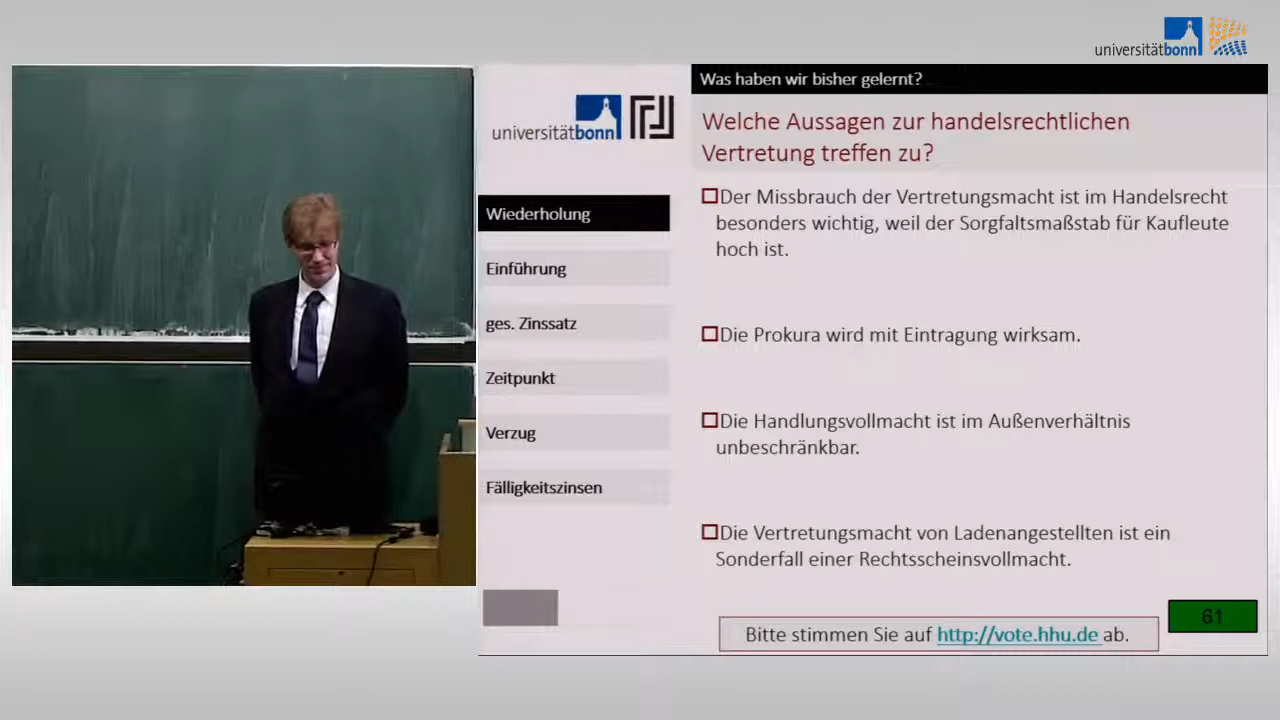 universitätbonn
Was haben wir bisher gelernt?
universitätbonn
Welche Aussagen zur handelsrechtlichen
Vertretung treffen zu?
Wiederholung
Einführung
ges. Zinssatz
Zeitpunkt
Verzug
Fälligkeitszinsen
Der Missbrauch der Vertretungsmacht ist im Handelsrecht
besonders wichtig, weil der Sorgfaltsmaßstab für Kaufleute
hoch ist.
Die Prokura wird mit Eintragung wirksam.
Die Handlungsvollmacht ist im Außenverhältnis
unbeschränkbar.
Die Vertretungsmacht von Ladenangestellten ist ein
Sonderfall einer Rechtsscheinsvollmacht.
61
Bitte stimmen Sie auf http://vote.hhu.de ab.